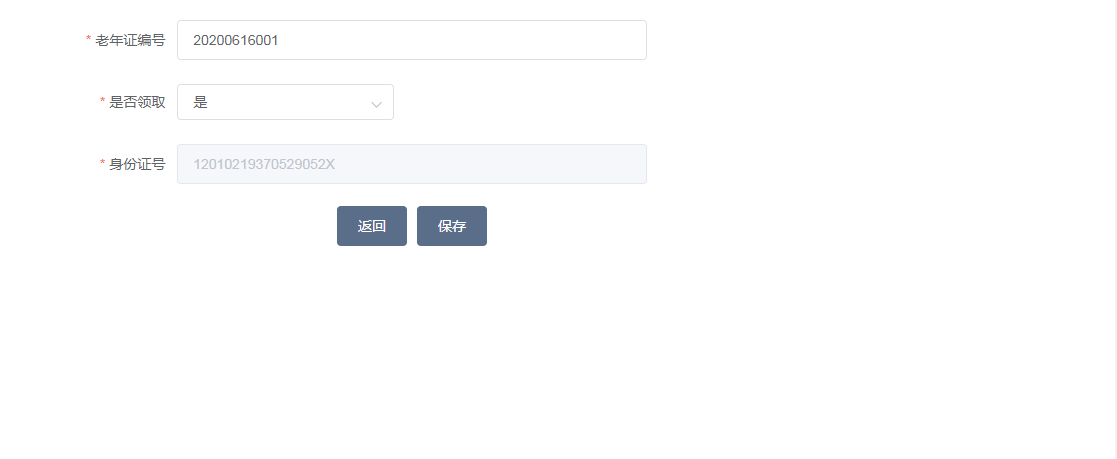 * 老年证编号 20200616001
* 是否领取 是
* 身份证号 12010219370529052X
返回 保存